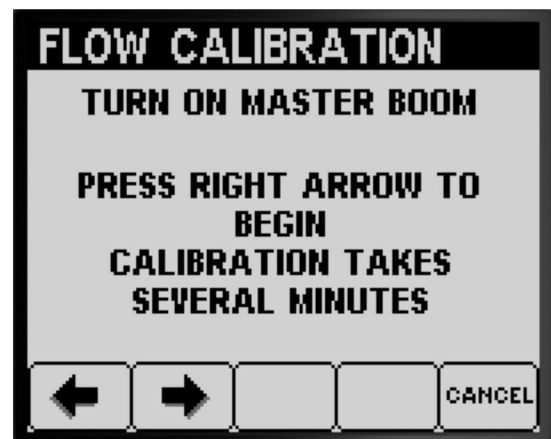 FLOW CALIBRATION
TURN ON MASTER BOOM
PRESS RIGHT ARROW TO
BEGIN
CALIBRATION TAKES
SEVERAL MINUTES
CANCEL